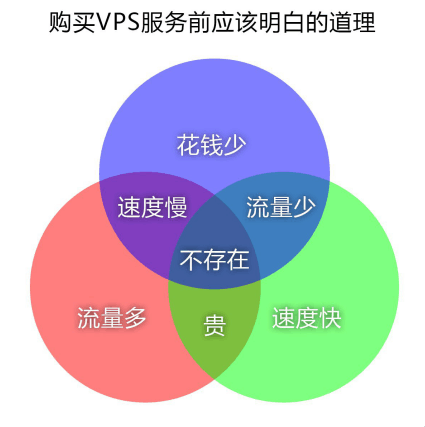 购买VPS服务前应该明白的道理
花钱少
速度慢
流量少
不存在
流量多
贵
速度快